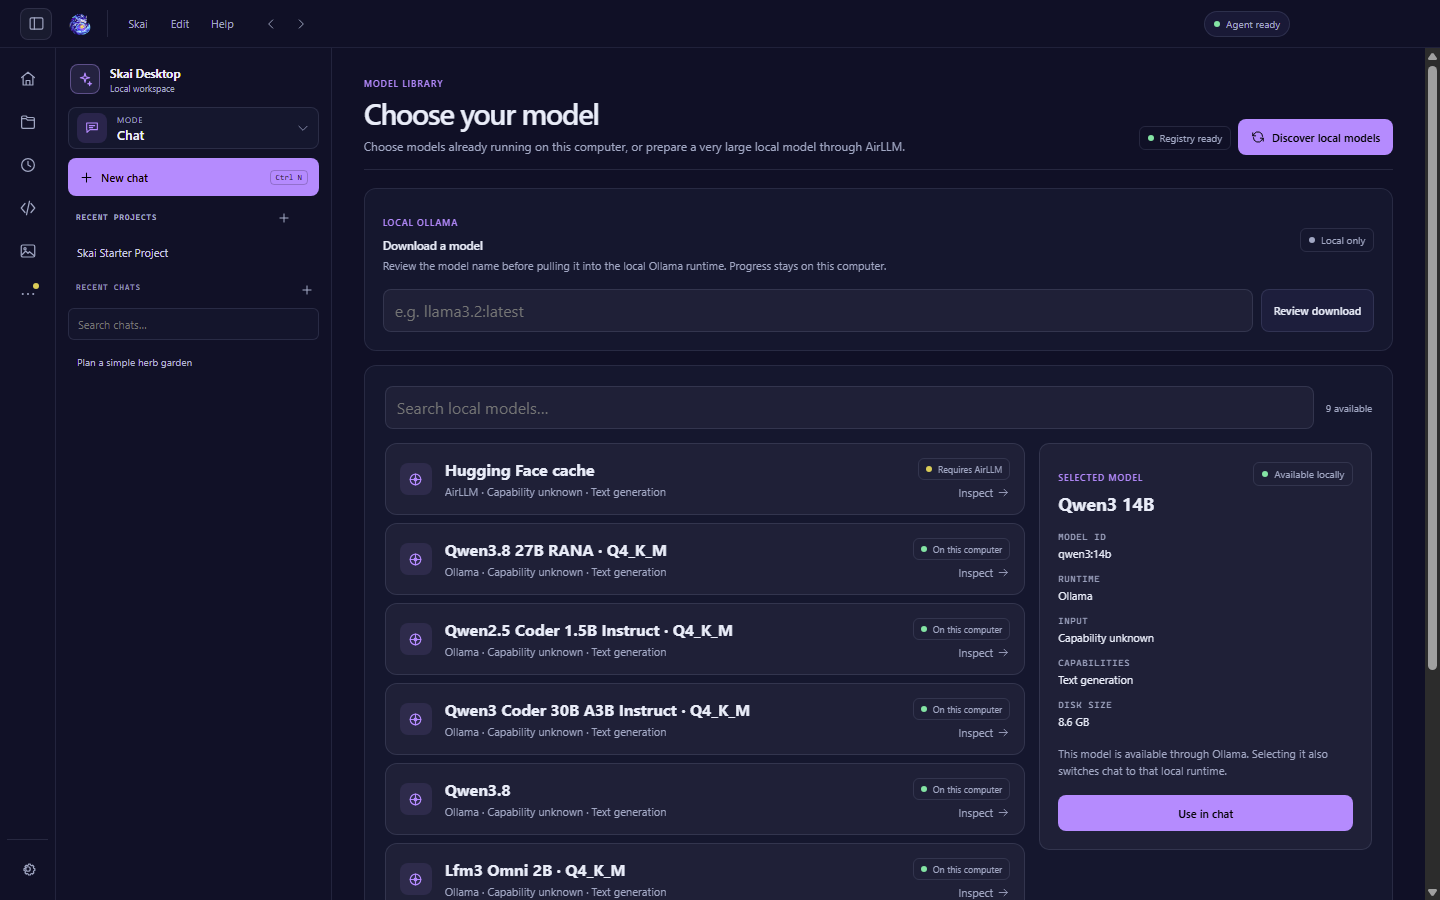 Skai Edit Help
Agent ready
Skai Desktop
Local workspace
MODE
Chat
New chat Ctrl N
RECENT PROJECTS
Skai Starter Project
RECENT CHATS
Search chats...
Plan a simple herb garden
MODEL LIBRARY
Choose your model
Choose models already running on this computer, or prepare a very large local model through AirLLM.
Registry ready
Discover local models
LOCAL OLLAMA
Download a model
Review the model name before pulling it into the local Ollama runtime. Progress stays on this computer.
Local only
e.g. llama3.2:latest
Review download
Search local models...
9 available
Hugging Face cache
AirLLM · Capability unknown · Text generation
Requires AirLLM
Inspect →
Qwen3.8 27B RANA · Q4_K_M
Ollama · Capability unknown · Text generation
On this computer
Inspect →
Qwen2.5 Coder 1.5B Instruct · Q4_K_M
Ollama · Capability unknown · Text generation
On this computer
Inspect →
Qwen3 Coder 30B A3B Instruct · Q4_K_M
Ollama · Capability unknown · Text generation
On this computer
Inspect →
Qwen3.8
Ollama · Capability unknown · Text generation
On this computer
Inspect →
Lfm3 Omni 2B · Q4_K_M
Ollama · Capability unknown · Text generation
On this computer
Inspect →
SELECTED MODEL
Available locally
Qwen3 14B
MODEL ID
qwen3:14b
RUNTIME
Ollama
INPUT
Capability unknown
CAPABILITIES
Text generation
DISK SIZE
8.6 GB
This model is available through Ollama. Selecting it also
switches chat to that local runtime.
Use in chat